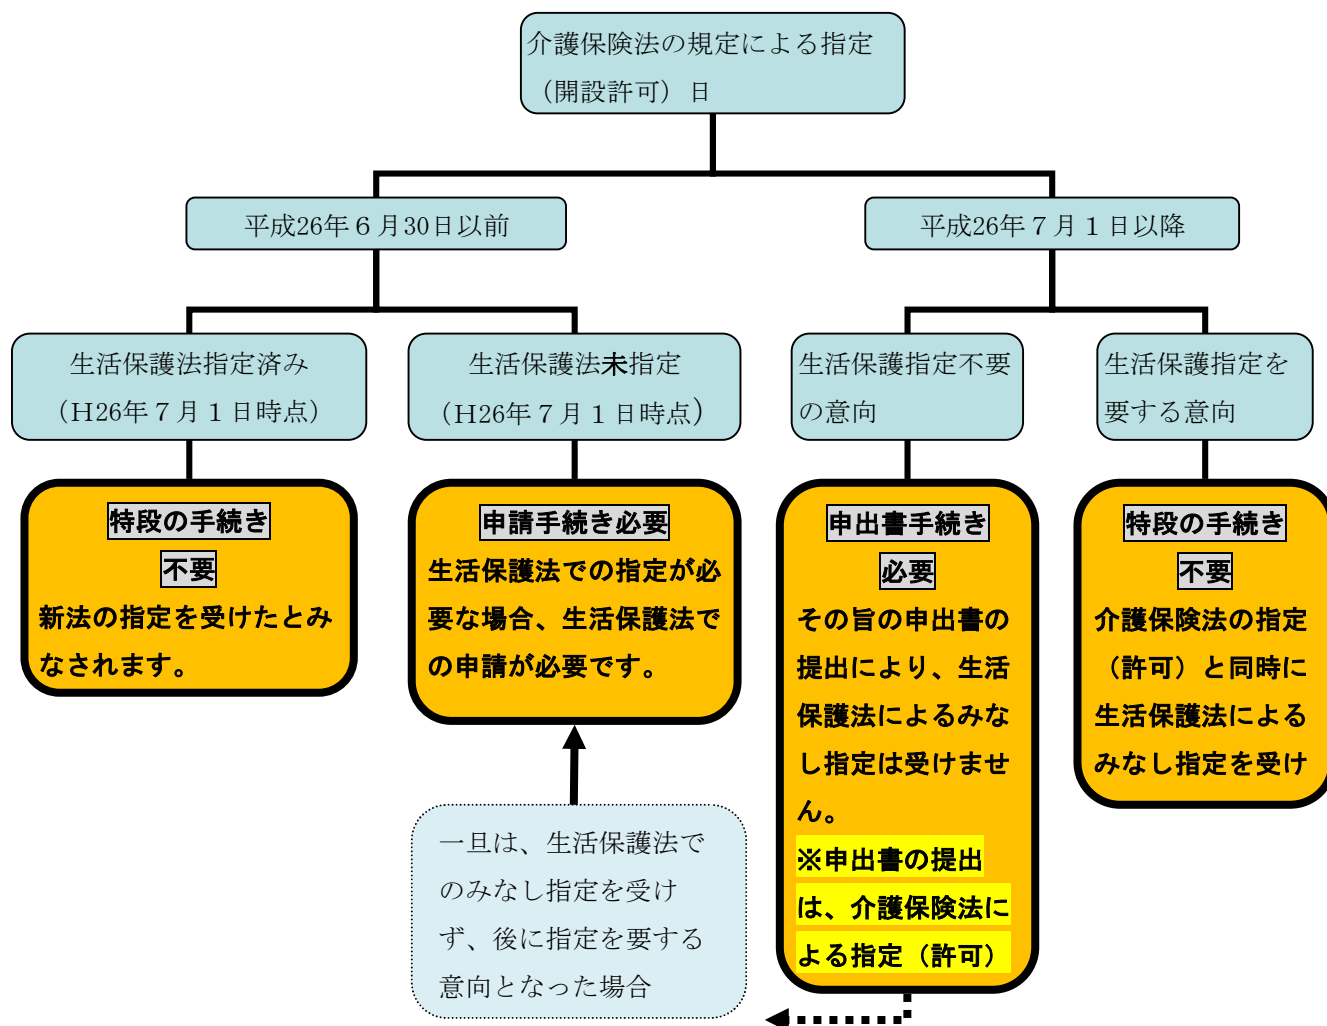 介護保険法の規定による指定
（開設許可）日
平成26年６月30日以前
平成26年７月１日以降
生活保護法指定済み
（H26年７月１日時点）
生活保護法未指定
（H26年７月１日時点）
生活保護指定不要
の意向
生活保護指定を
要する意向
特段の手続き
不要
新法の指定を受けたとみ
なされます。
申請手続き必要
生活保護法での指定が必
要な場合、生活保護法で
の申請が必要です。
申出書手続き
必要
その旨の申出書の
提出により、生活
保護法によるみな
し指定は受けませ
ん。
※申出書の提出
は、介護保険法に
よる指定（許可）
特段の手続き
不要
介護保険法の指定
（許可）と同時に
生活保護法による
みなし指定を受け
一旦は、生活保護法で
のみなし指定を受け
ず、後に指定を要する
意向となった場合